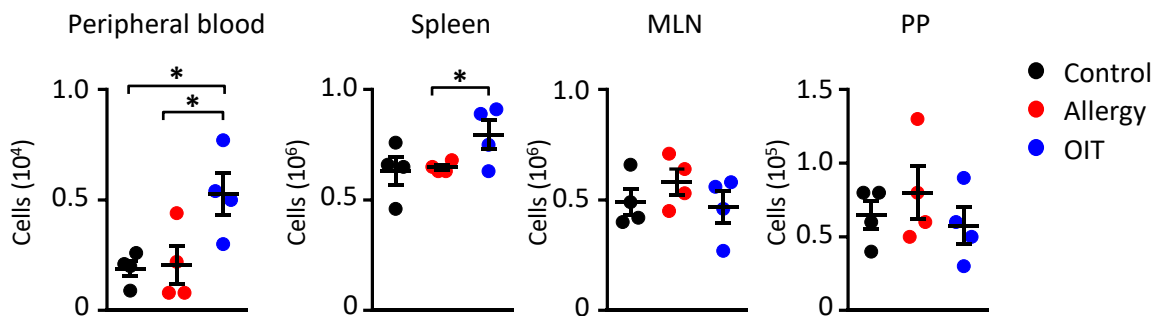 Peripheral blood
Spleen
MLN
PP
Cells (10⁴)
1.0
0.5
0
*
*
Cells (10⁶)
1.0
0.5
0
*
Cells (10⁶)
1.0
0.5
0
Cells (10⁵)
1.5
1.0
0.5
0
Control
Allergy
OIT